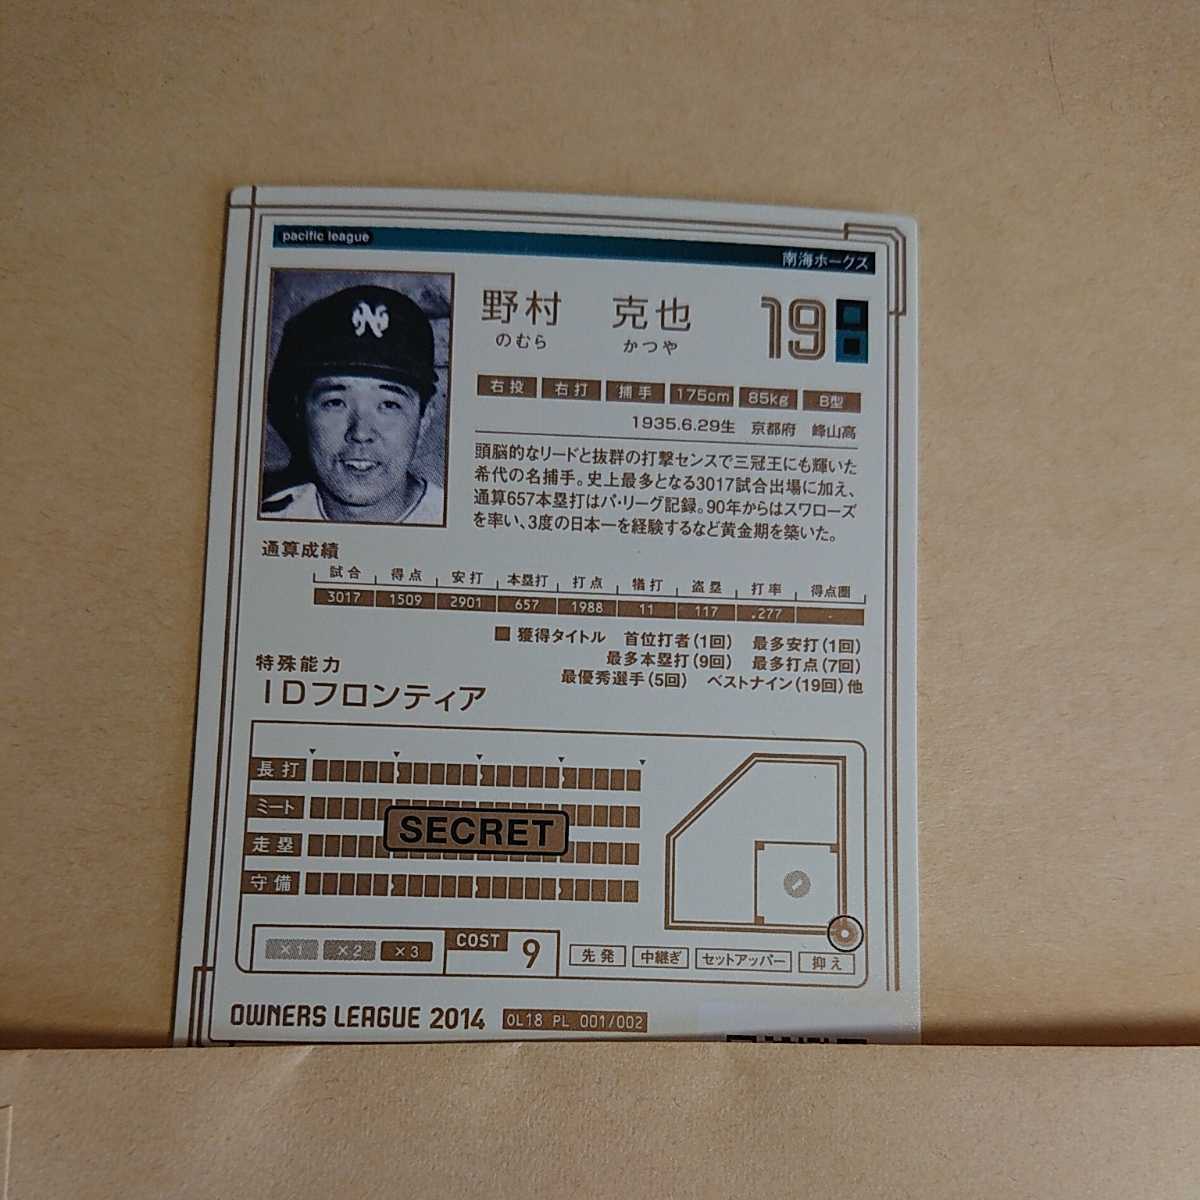 pacific league
南海ホークス
野村 克也 19
のむら かつや
右投 右打 捕手 175cm 85kg B型
1935.6.29生 京都府 峰山高
頭脳的なリードと抜群の打撃センスで三冠王にも輝いた
希代の名捕手。史上最多となる3017試合出場に加え、
通算657本塁打はパ・リーグ記録。90年からはスワローズ
を率い、3度の日本一を経験するなど黄金期を築いた。
通算成績
試合 得点 安打 本塁打 打点 犠打 盗塁 打率 得点圏
3017 1509 2901 657 1988 11 117 .277 -
■ 獲得タイトル 首位打者(1回) 最多安打(1回)
最多本塁打(9回) 最多打点(7回)
最優秀選手(5回) ベストナイン(19回)他
特殊能力
IDフロンティア
長打
ミート
SECRET
走塁
守備
×1 ×2 ×3 COST 9 先発 中継ぎ セットアッパー 抑え
OWNERS LEAGUE 2014 OL18 PL 001/002